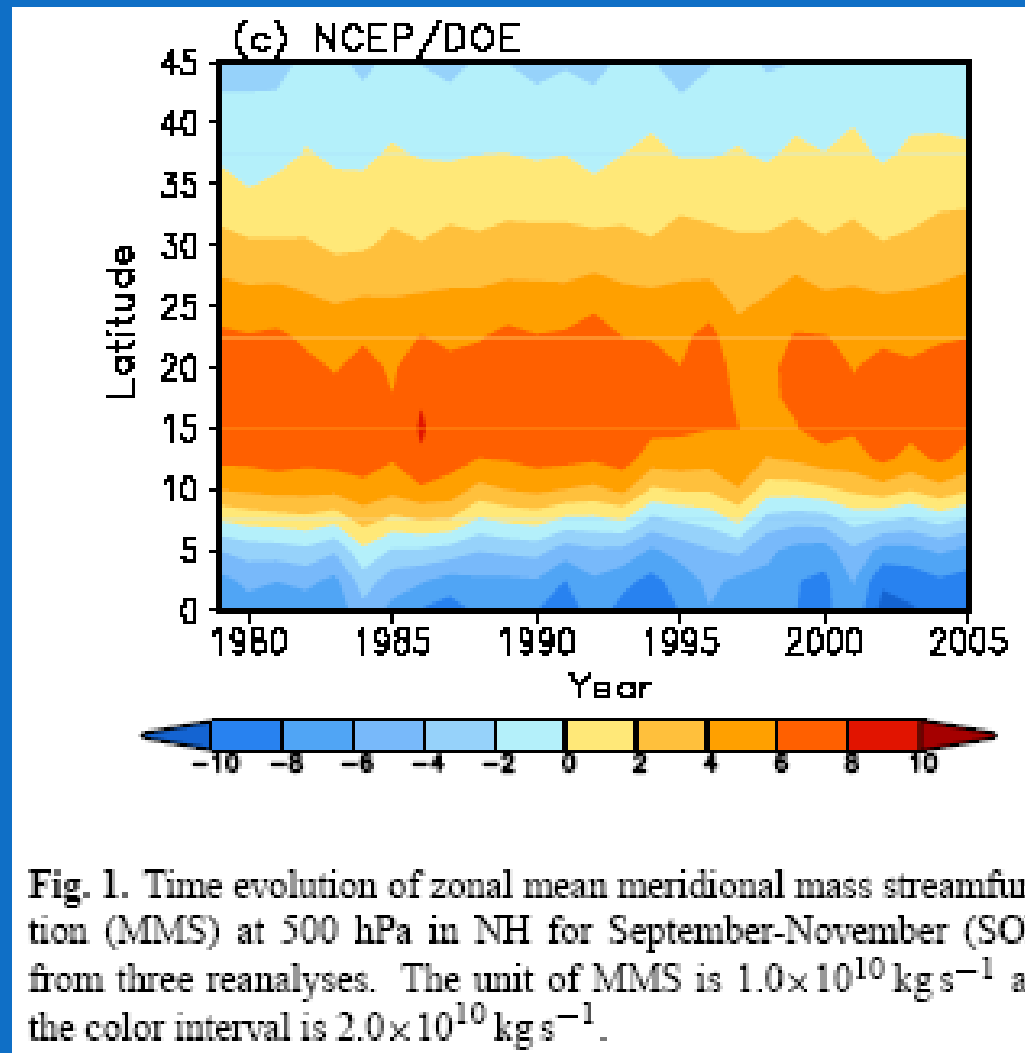 (c) NCEP/DOE
45
40
35
30
25
20
15
10
5
0
Latitude
1980 1985 1990 1995 2000 2005
Year
−10 −8 −6 −4 −2 0 2 4 6 8 10
Fig. 1. Time evolution of zonal mean meridional mass streamfun
tion (MMS) at 500 hPa in NH for September-November (SO
from three reanalyses. The unit of MMS is 1.0×10¹⁰ kg s⁻¹ a
the color interval is 2.0×10¹⁰ kg s⁻¹.